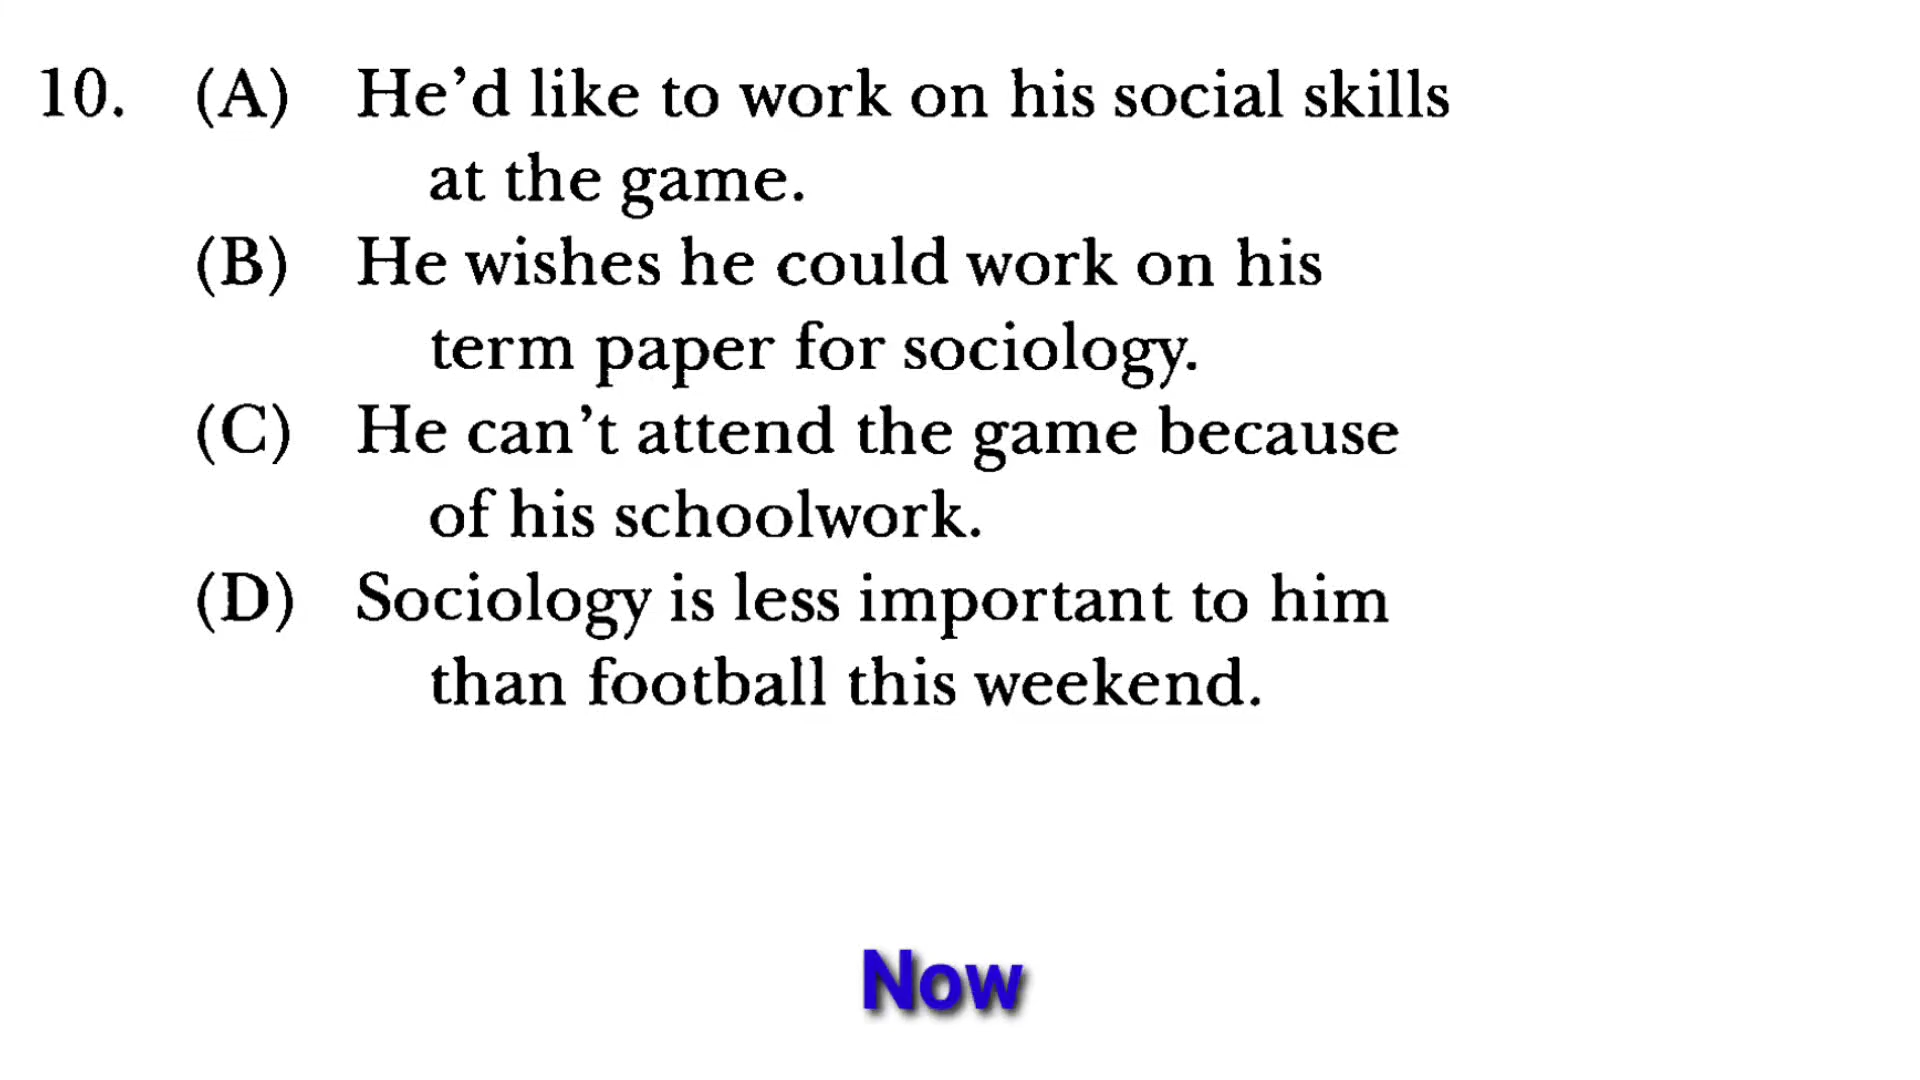 10. (A) He'd like to work on his social skills
at the game.
(B) He wishes he could work on his
term paper for sociology.
(C) He can't attend the game because
of his schoolwork.
(D) Sociology is less important to him
than football this weekend.
Now